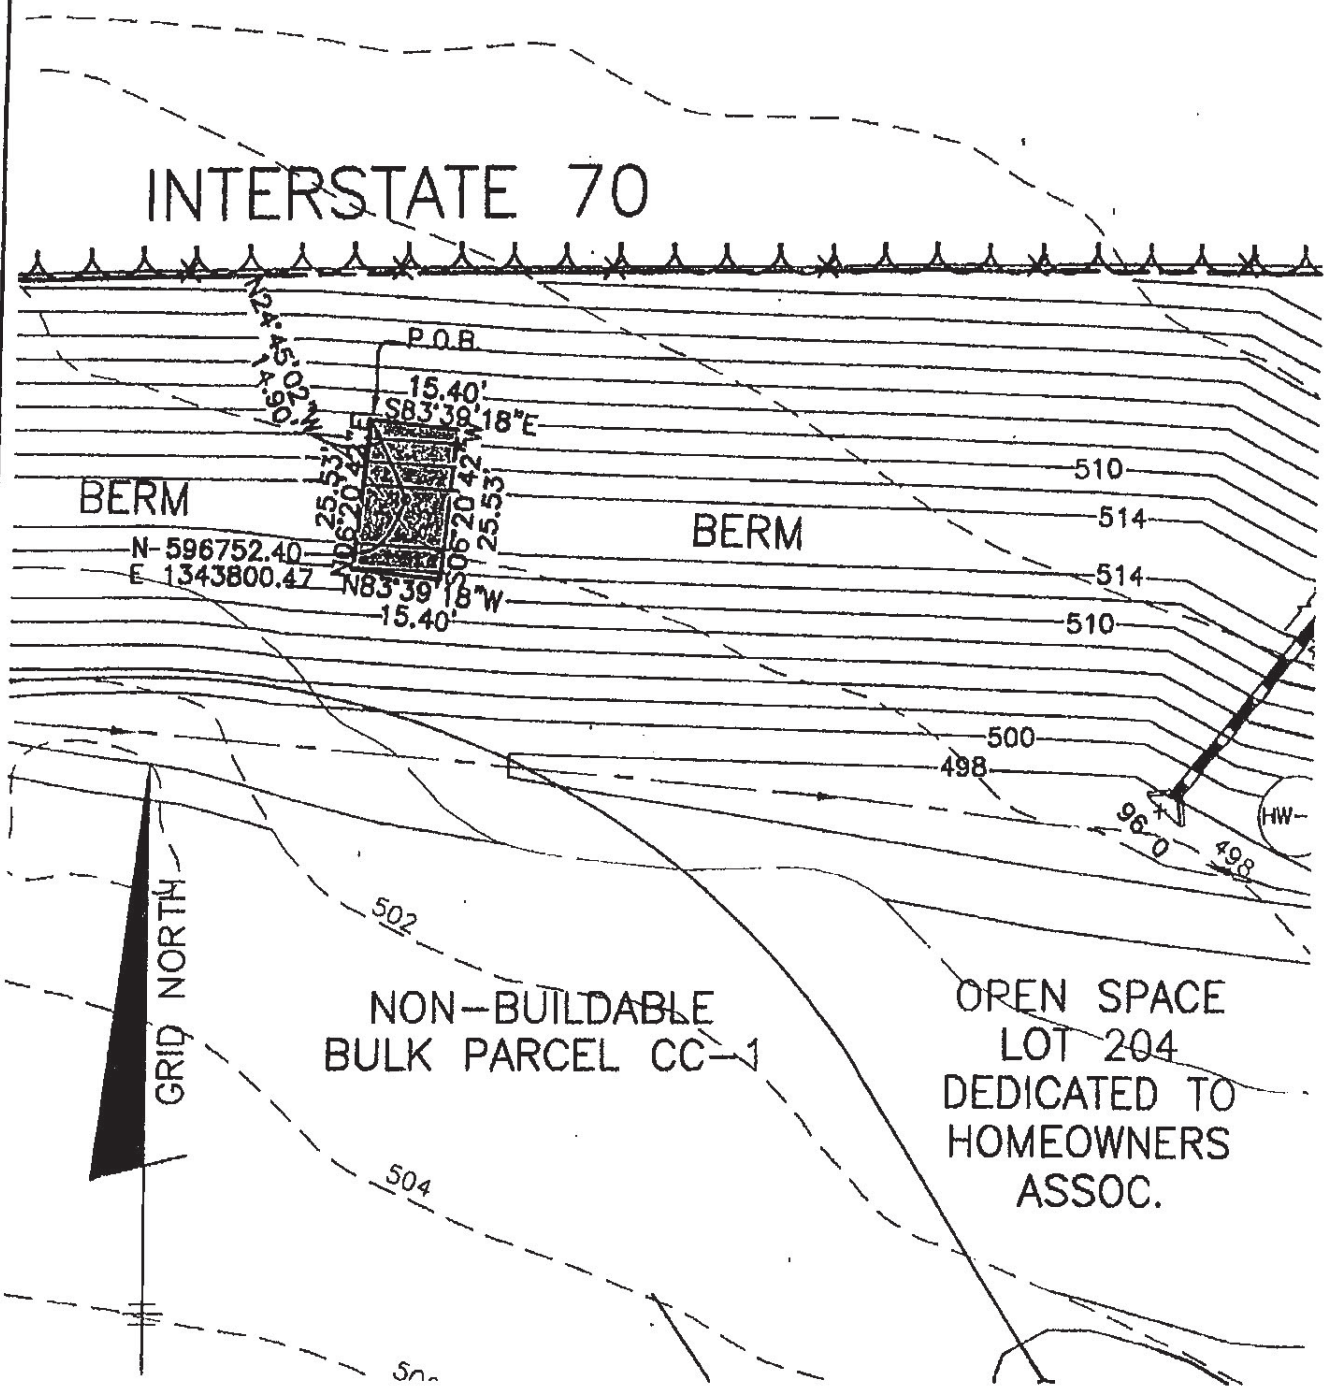 INTERSTATE 70
N24°45'02"W
14.90'
P.O.B.
15.40'
S83°39'18"E
N06°20'42"E
25.53'
S06°20'42"W
25.53'
BERM
BERM
N 596752.40
E 1343800.47
N83°39'18"W
15.40'
510
514
514
510
500
498
HW-
498
502
GRID NORTH
NON-BUILDABLE
BULK PARCEL CC-1
OPEN SPACE
LOT 204
DEDICATED TO
HOMEOWNERS
ASSOC.
504